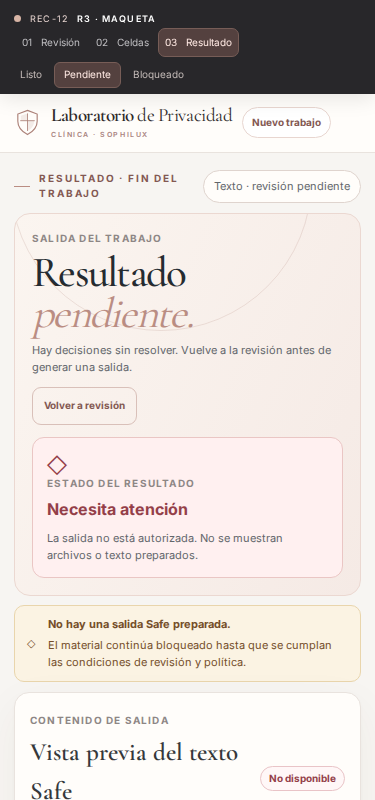 REC-12 R3 · MAQUETA
01 Revisión 02 Celdas 03 Resultado
Listo Pendiente Bloqueado
Laboratorio de Privacidad
CLÍNICA · SOPHILUX
Nuevo trabajo
RESULTADO · FIN DEL
TRABAJO
Texto · revisión pendiente
SALIDA DEL TRABAJO
Resultado
pendiente.
Hay decisiones sin resolver. Vuelve a la revisión antes de
generar una salida.
Volver a revisión
ESTADO DEL RESULTADO
Necesita atención
La salida no está autorizada. No se muestran
archivos o texto preparados.
No hay una salida Safe preparada.
El material continúa bloqueado hasta que se cumplan
las condiciones de revisión y política.
CONTENIDO DE SALIDA
Vista previa del texto
Safe
No disponible